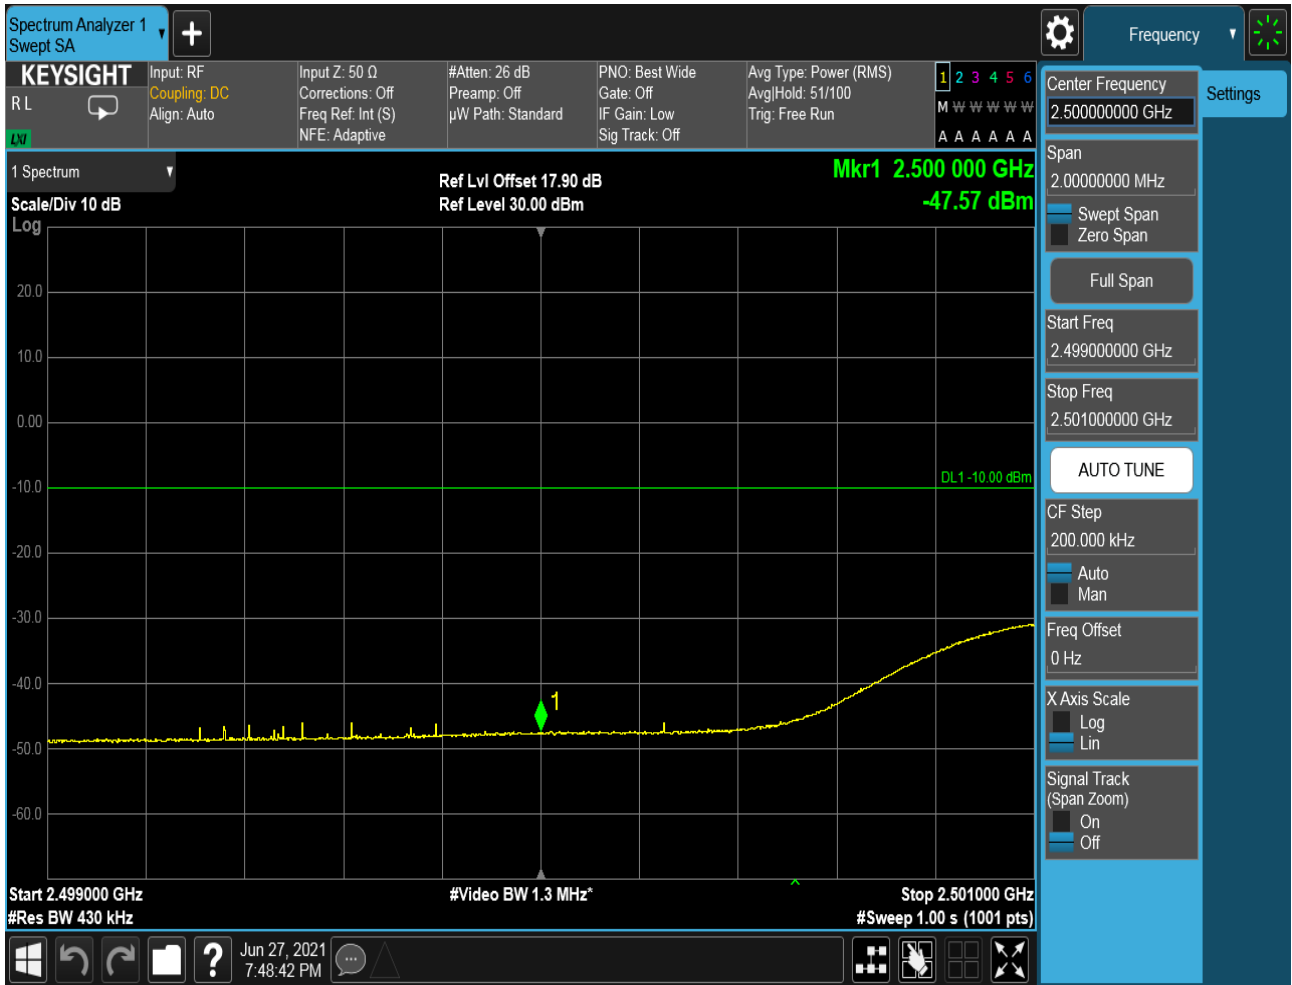 Spectrum Analyzer 1
Swept SA
Frequency
KEYSIGHT
R L
LXI
Input: RF
Coupling: DC
Align: Auto
Input Z: 50 Ω
Corrections: Off
Freq Ref: Int (S)
NFE: Adaptive
#Atten: 26 dB
Preamp: Off
µW Path: Standard
PNO: Best Wide
Gate: Off
IF Gain: Low
Sig Track: Off
Avg Type: Power (RMS)
Avg|Hold: 51/100
Trig: Free Run
1 2 3 4 5 6
M W W W W W
A A A A A A
1 Spectrum
Scale/Div 10 dB
Log
Ref Lvl Offset 17.90 dB
Ref Level 30.00 dBm
Mkr1 2.500 000 GHz
-47.57 dBm
20.0
10.0
0.00
-10.0
-20.0
-30.0
-40.0
-50.0
-60.0
DL1 -10.00 dBm
1
Start 2.499000 GHz
#Res BW 430 kHz
#Video BW 1.3 MHz*
Stop 2.501000 GHz
#Sweep 1.00 s (1001 pts)
Center Frequency
2.500000000 GHz
Settings
Span
2.00000000 MHz
Swept Span
Zero Span
Full Span
Start Freq
2.499000000 GHz
Stop Freq
2.501000000 GHz
AUTO TUNE
CF Step
200.000 kHz
Auto
Man
Freq Offset
0 Hz
X Axis Scale
Log
Lin
Signal Track
(Span Zoom)
On
Off
?
Jun 27, 2021
7:48:42 PM